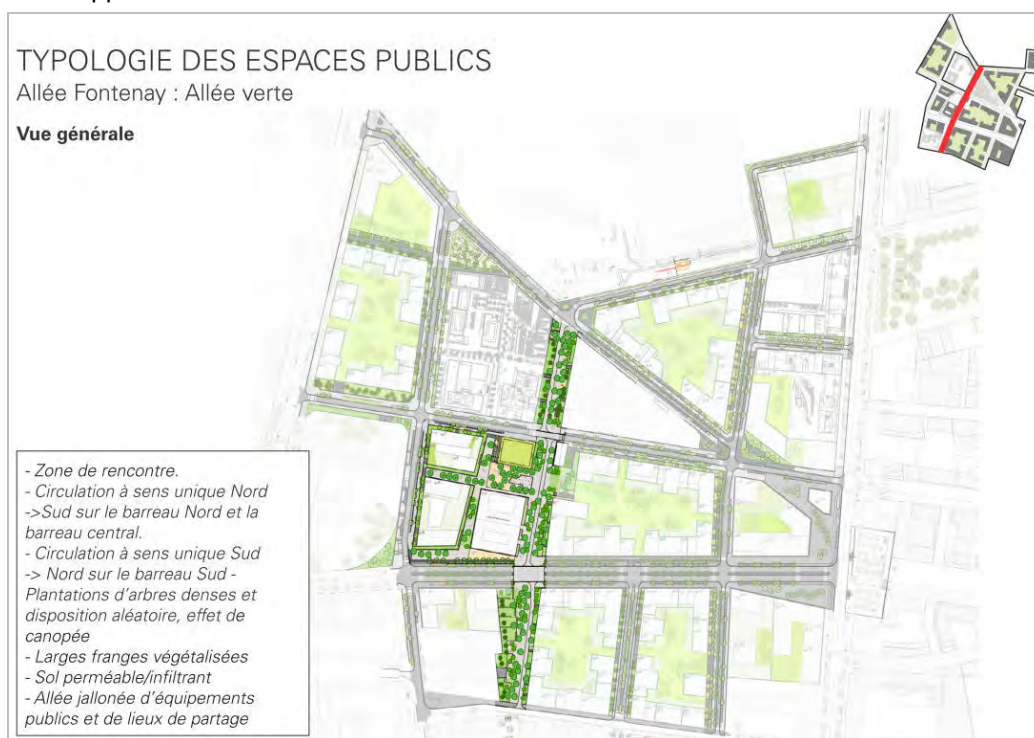 TYPOLOGIE DES ESPACES PUBLICS
Allée Fontenay : Allée verte
Vue générale
- Zone de rencontre.
- Circulation à sens unique Nord
->Sud sur le barreau Nord et la
barreau central.
- Circulation à sens unique Sud
-> Nord sur le barreau Sud -
Plantations d'arbres denses et
disposition aléatoire, effet de
canopée
- Larges franges végétalisées
- Sol perméable/infiltrant
- Allée jallonée d'équipements
publics et de lieux de partage